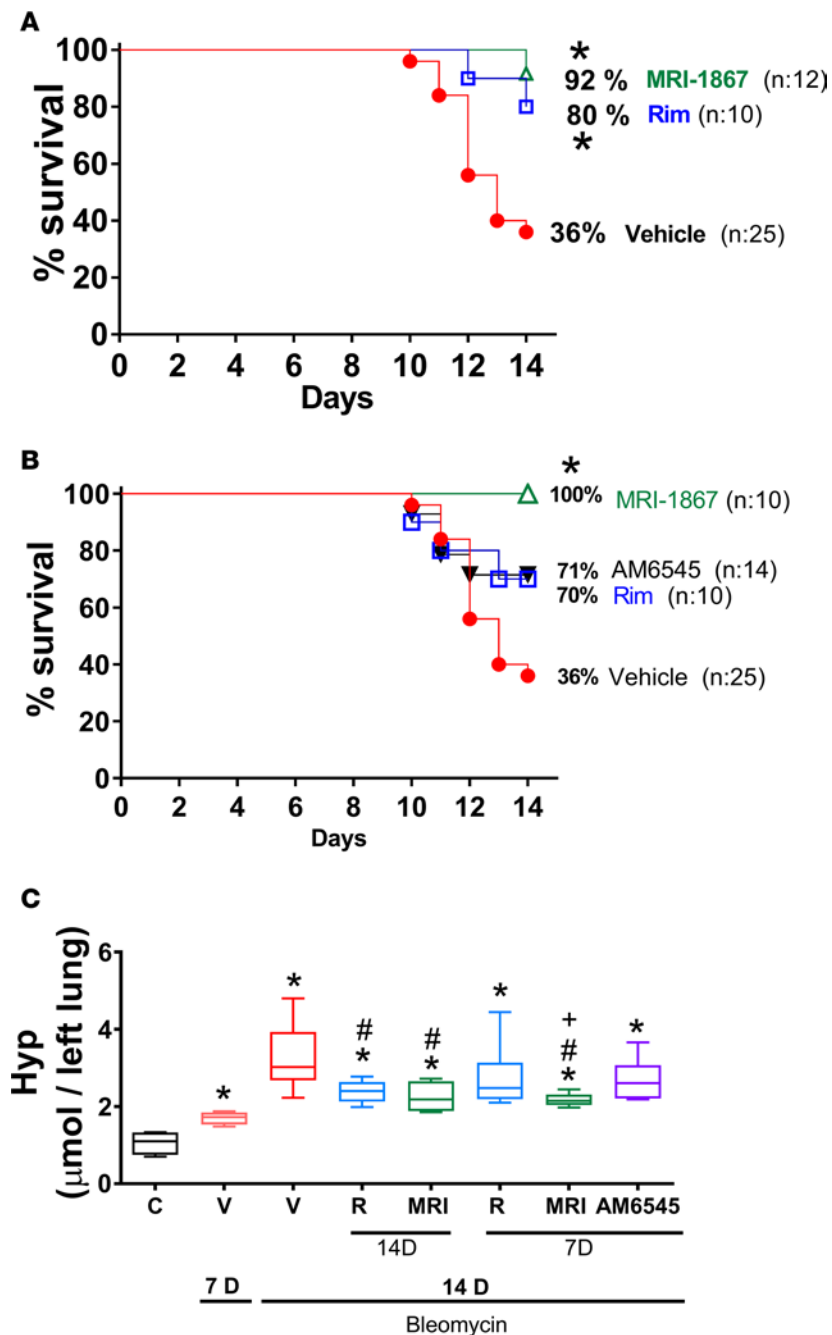 A
100
80
60
40
20
0
% survival
0 2 4 6 8 10 12 14
Days
*
92 % MRI-1867 (n:12)
80 % Rim (n:10)
*
36% Vehicle (n:25)
B
100
80
60
40
20
0
% survival
0 2 4 6 8 10 12 14
Days
*
100% MRI-1867 (n:10)
71% AM6545 (n:14)
70% Rim (n:10)
36% Vehicle (n:25)
C
Hyp
(μmol / left lung)
6
4
2
0
*
*
#
*
#
*
*
+
#
*
*
C V V R MRI R MRI AM6545
14D 7D
7 D 14 D
Bleomycin